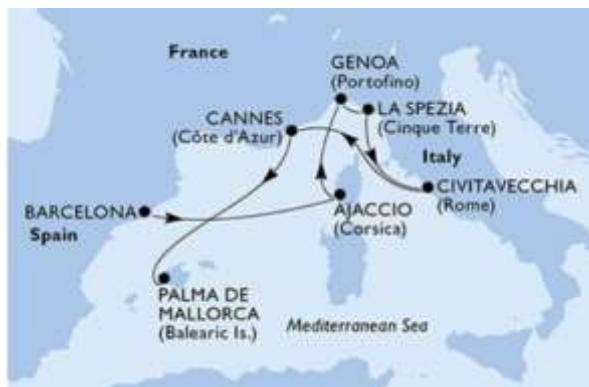 France
GENOA
(Portofino)
LA SPEZIA
(Cinque Terre)
CANNES
(Côte d'Azur)
Italy
CIVITAVECCHIA
(Rome)
BARCELONA
Spain
AJACCIO
(Corsica)
PALMA DE
MALLORCA
(Balearic Is.)
Mediterranean Sea